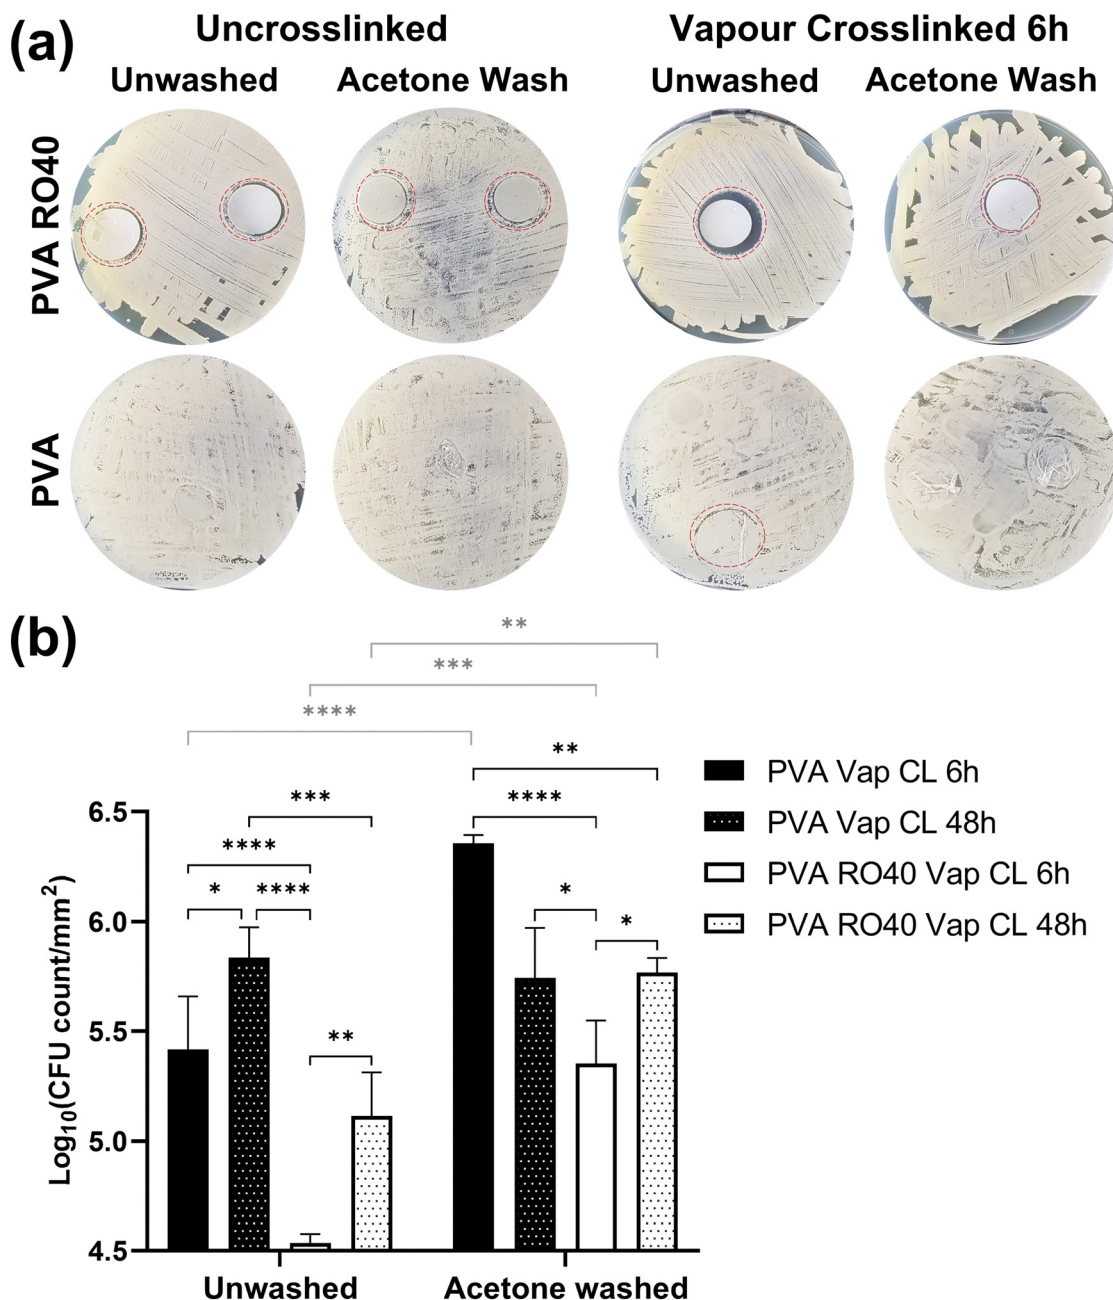 (a)
Uncrosslinked
Vapour Crosslinked 6h
Unwashed
Acetone Wash
Unwashed
Acetone Wash
PVA RO40
PVA
(b)
**
***
****
**
***
****
****
* ****
*
*
**
PVA Vap CL 6h
PVA Vap CL 48h
PVA RO40 Vap CL 6h
PVA RO40 Vap CL 48h
Log₁₀(CFU count/mm²)
6.5
6.0
5.5
5.0
4.5
Unwashed
Acetone washed